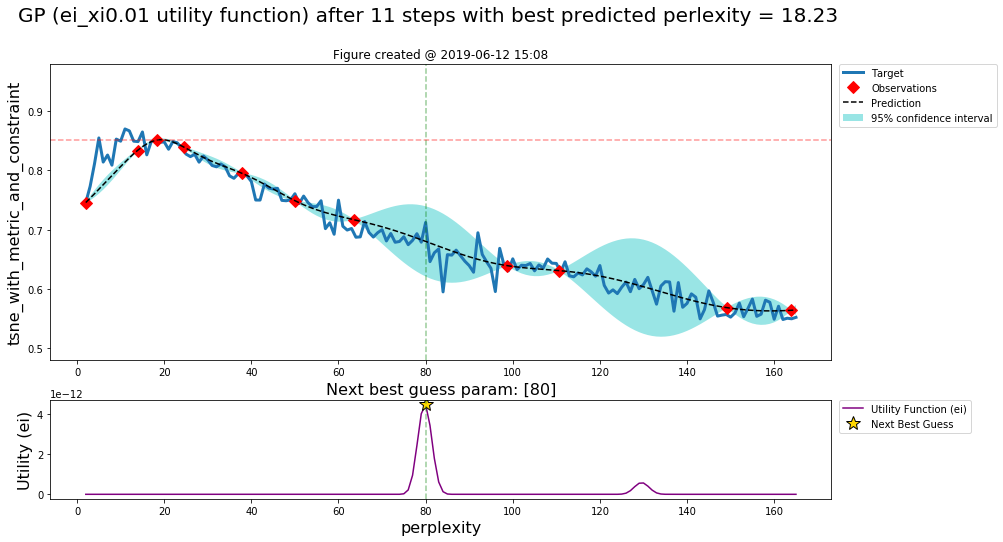 GP (ei_xi0.01 utility function) after 11 steps with best predicted perlexity = 18.23
Figure created @ 2019-06-12 15:08
tsne_with_metric_and_constraint
0.9
0.8
0.7
0.6
0.5
0 20 40 60 80 100 120 140 160
Target
Observations
Prediction
95% confidence interval
Next best guess param: [80]
1e−12
Utility (ei)
4
2
0
0 20 40 60 80 100 120 140 160
perplexity
Utility Function (ei)
Next Best Guess